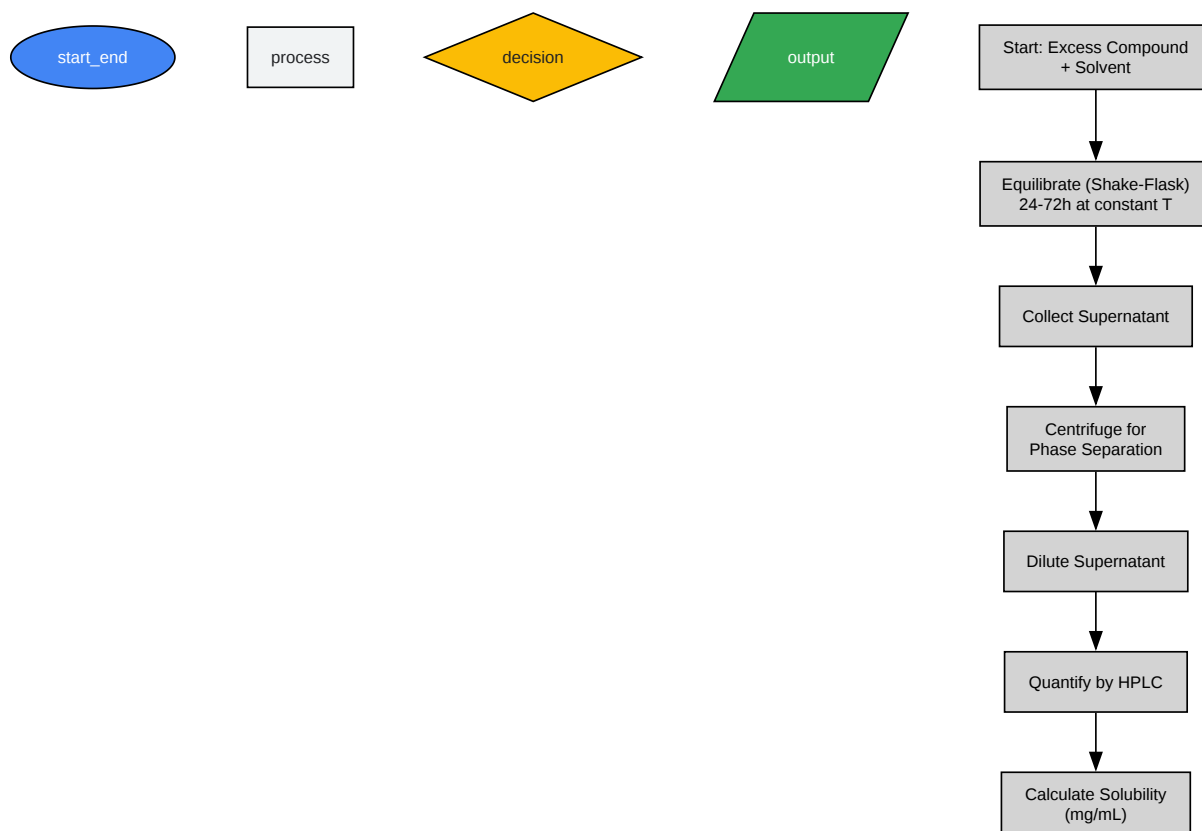 start_end
process
decision
output
Start: Excess Compound
+ Solvent
Equilibrate (Shake-Flask)
24-72h at constant T
Collect Supernatant
Centrifuge for
Phase Separation
Dilute Supernatant
Quantify by HPLC
Calculate Solubility
(mg/mL)